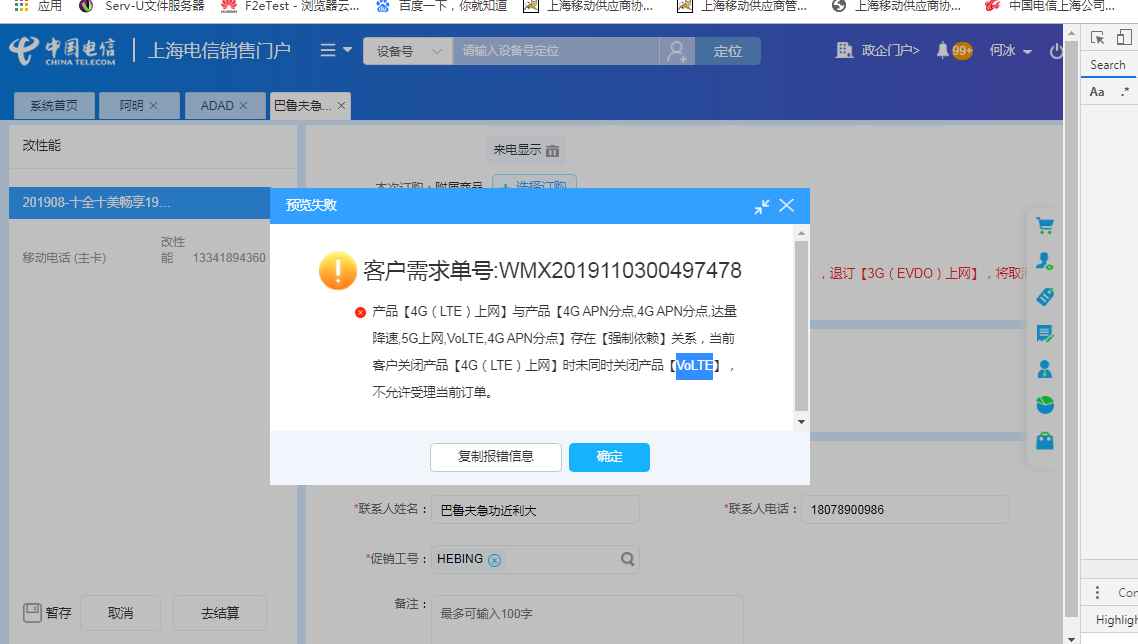 应用 Serv-U文件服务器 F2eTest - 浏览器云... 百度一下，你就知道 上海移动供应商协... 上海移动供应商管... 上海移动供应商协... 中国电信上海公司...
中国电信 CHINA TELECOM 上海电信销售门户 设备号 请输入设备号定位 定位 政企门户> 99+ 何冰
Search
Aa .*
系统首页 阿明 × ADAD × 巴鲁夫急... ×
改性能
来电显示
本次订购：附属商品 + 选择订购
201908-十全十美畅享19...
预览失败
移动电话 (主卡) 改性能 13341894360
，退订【3G（EVDO）上网】，将取消
客户需求单号:WMX2019110300497478
产品【4G（LTE）上网】与产品【4G APN分点,4G APN分点,达量
降速,5G上网,VoLTE,4G APN分点】存在【强制依赖】关系，当前
客户关闭产品【4G（LTE）上网】时未同时关闭产品【VoLTE】，
不允许受理当前订单。
复制报错信息 确定
*联系人姓名： 巴鲁夫急功近利大 *联系人电话： 18078900986
*促销工号： HEBING
备注： 最多可输入100字
暂存 取消 去结算
Con
Highligh